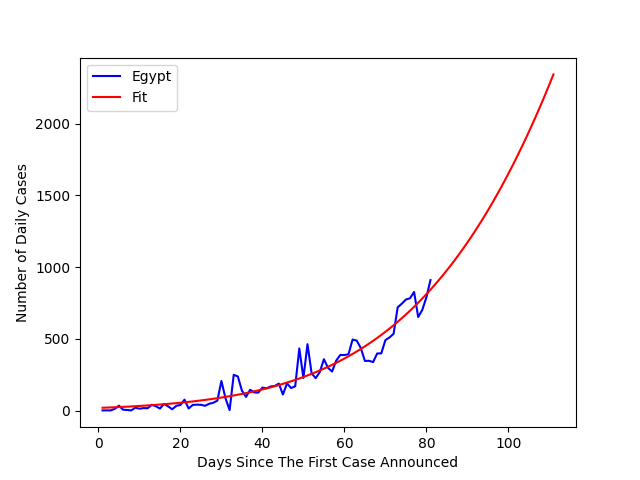 Egypt
Fit
Number of Daily Cases
2000
1500
1000
500
0
0 20 40 60 80 100
Days Since The First Case Announced